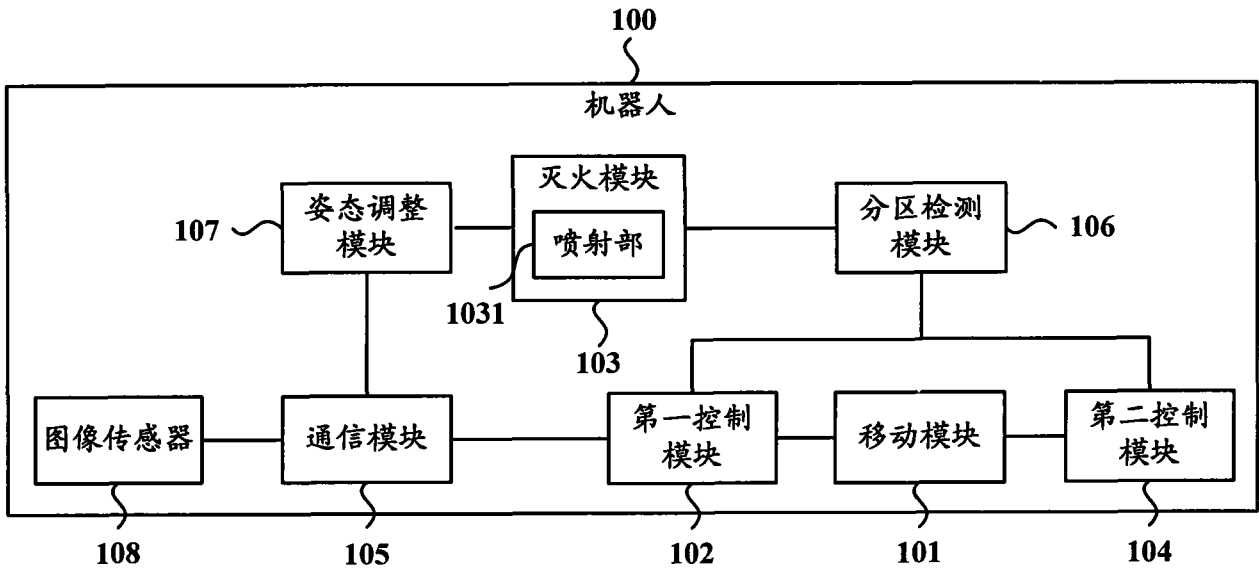 100
机器人
灭火模块
喷射部
姿态调整
模块
分区检测
模块
107
106
1031
103
图像传感器
通信模块
第一控制
模块
移动模块
第二控制
模块
108
105
102
101
104